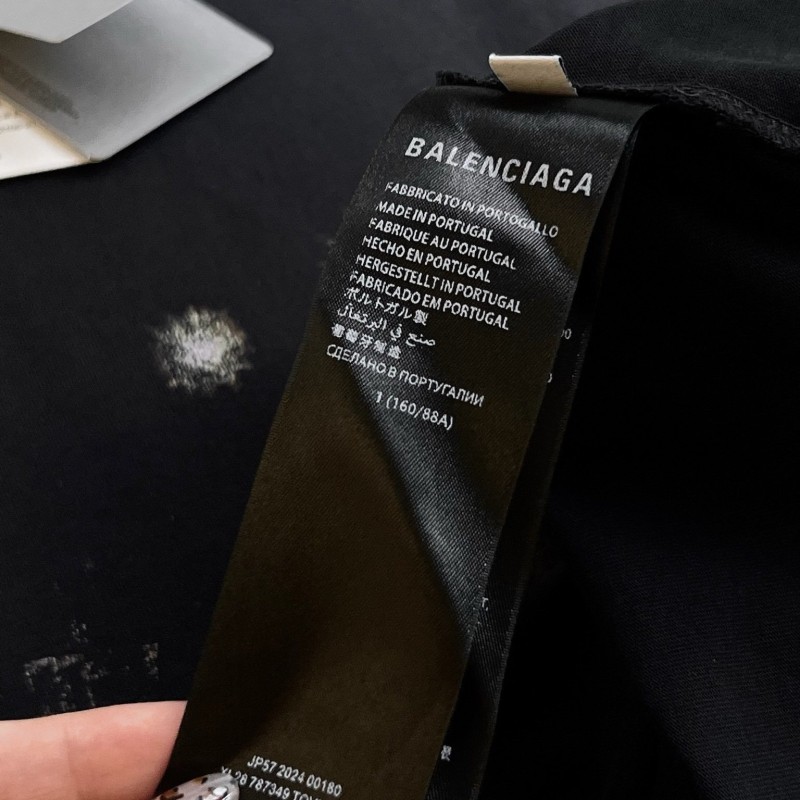 BALENCIAGA
FABBRICATO IN PORTOGALLO
MADE IN PORTUGAL
FABRIQUE AU PORTUGAL
HECHO EN PORTUGAL
HERGESTELLT IN PORTUGAL
FABRICADO EM PORTUGAL
ポルトガル製
صنع في البرتغال
葡萄牙制造
СДЕЛАНО В ПОРТУГАЛИИ
1 (160/88A)
JP57 2024 00180
787349